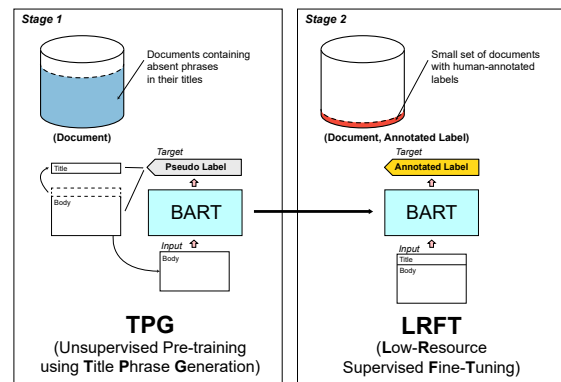 Stage 1
Documents containing
absent phrases
in their titles
(Document)
Target
Title
Pseudo Label
Body
BART
Input
Body
TPG
(Unsupervised Pre-training
using Title Phrase Generation)
Stage 2
Small set of documents
with human-annotated
labels
(Document, Annotated Label)
Target
Annotated Label
BART
Input
Title
Body
LRFT
(Low-Resource
Supervised Fine-Tuning)